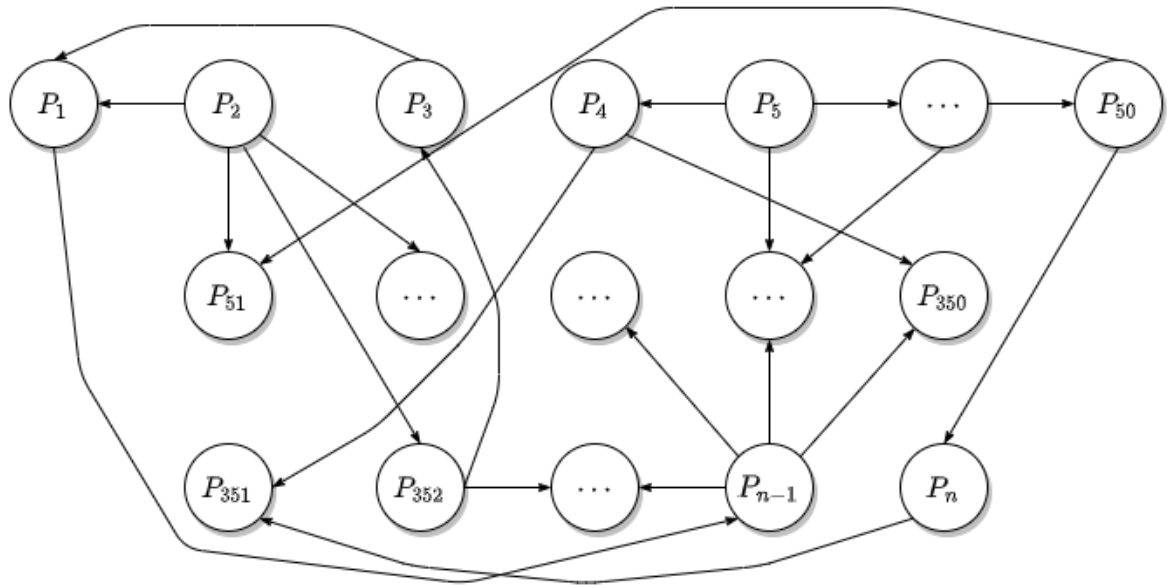 P₁ P₂ P₃ P₄ P₅ ⋯ P₅₀
P₅₁ ⋯ ⋯ ⋯ P₃₅₀
P₃₅₁ P₃₅₂ ⋯ Pₙ₋₁ Pₙ